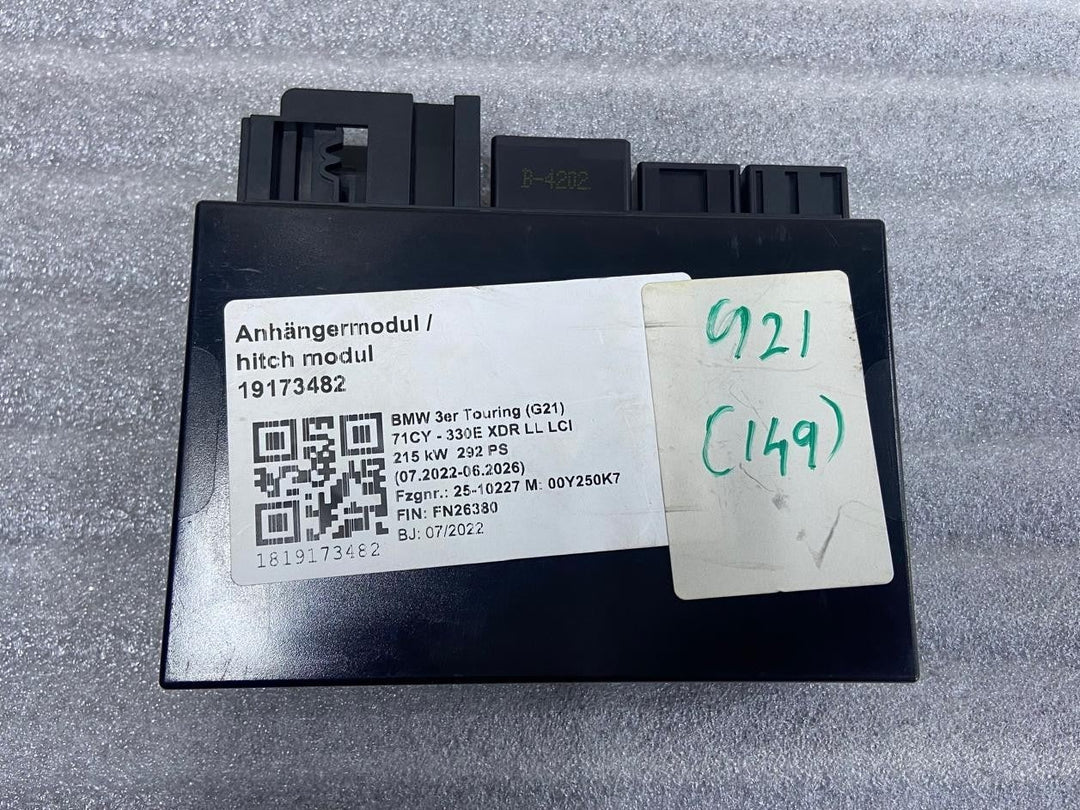 B-4202
Anhängermodul /
hitch modul
19173482
BMW 3er Touring (G21)
71CY - 330E XDR LL LCI
215 kW 292 PS
(07.2022-06.2026)
Fzgnr.: 25-10227 M: 00Y250K7
FIN: FN26380
BJ: 07/2022
1819173482
G21
(149)